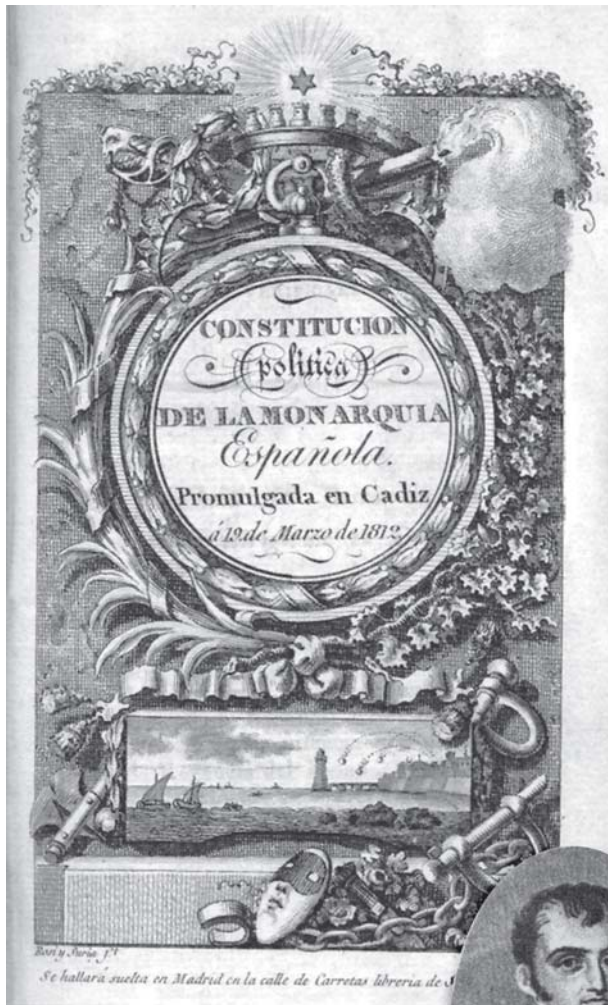 CONSTITUCION
politica
DE LA MONARQUIA
Española.
Promulgada en Cadiz
á 19 de Marzo de 1812.
Se hallará suelta en Madrid en la calle de Carretas libreria de